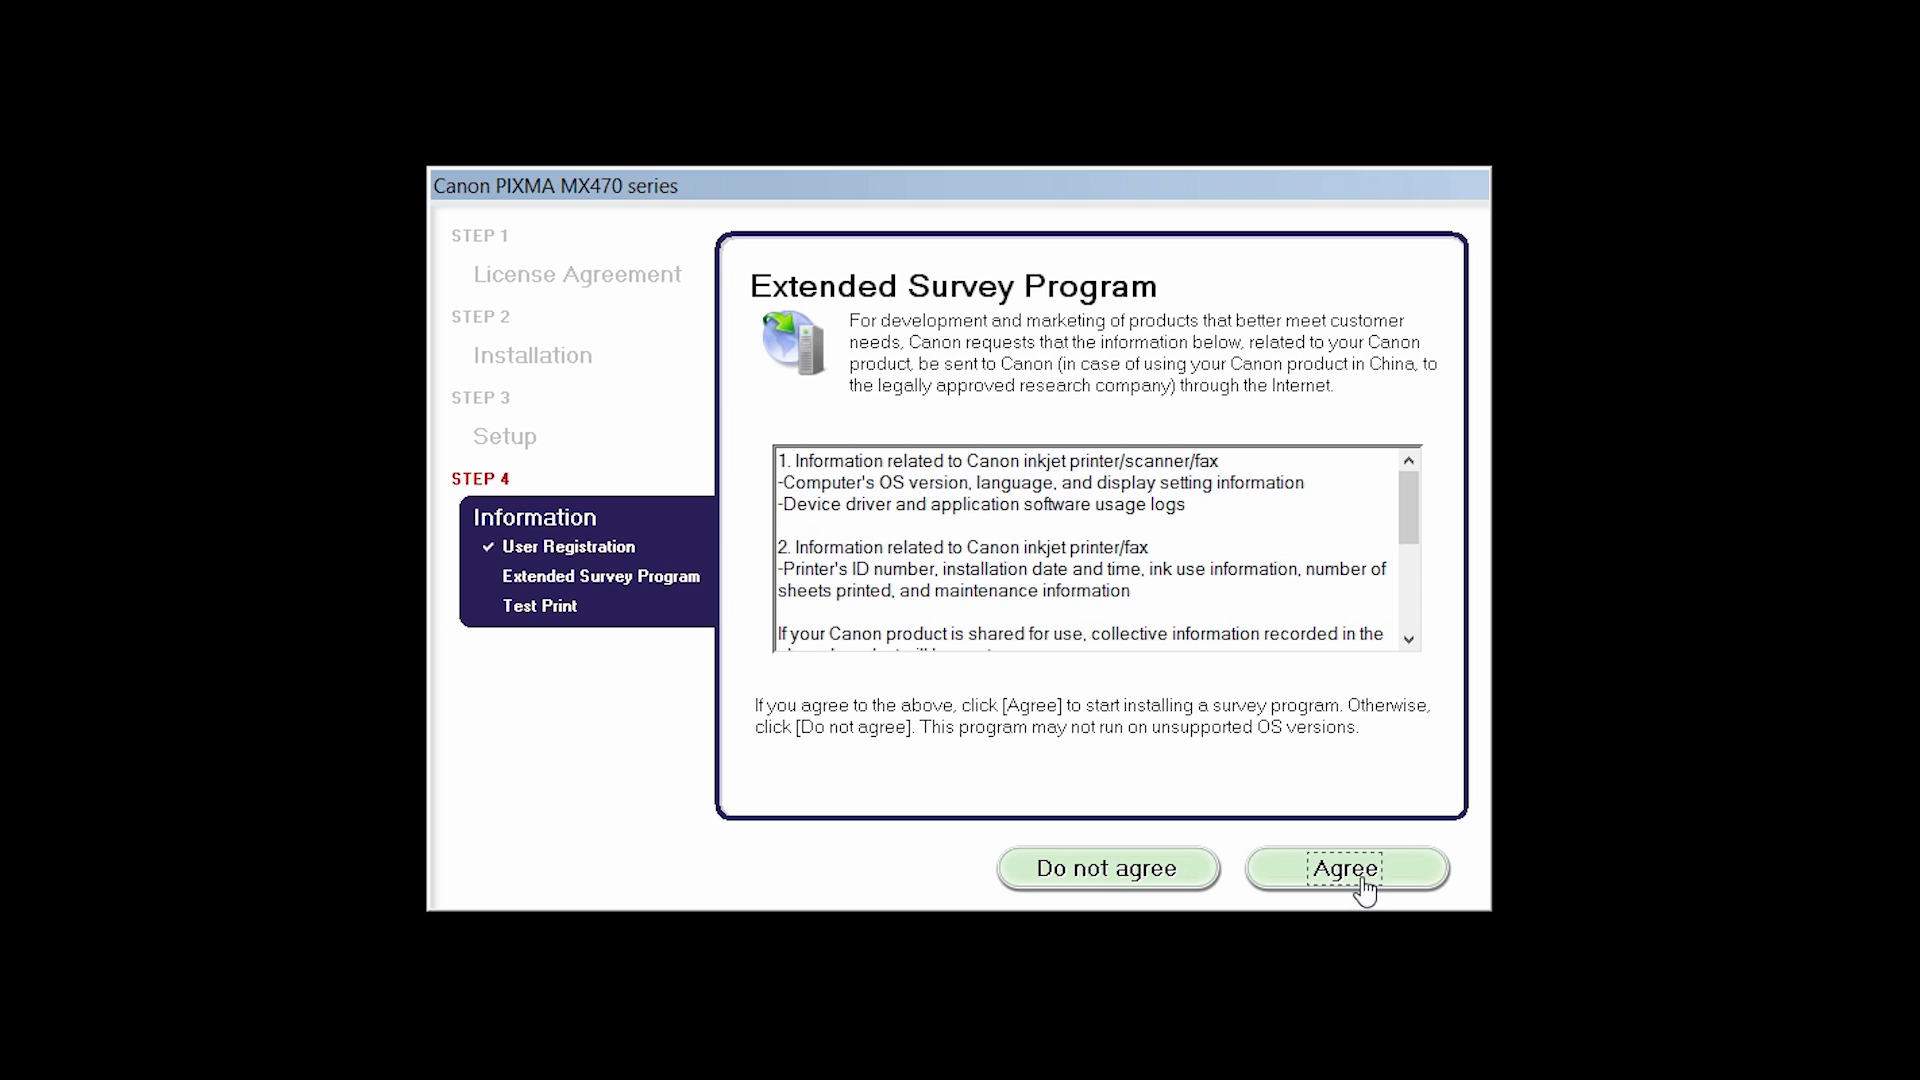 Canon PIXMA MX470 series
STEP 1
License Agreement
STEP 2
Installation
STEP 3
Setup
STEP 4
Information
User Registration
Extended Survey Program
Test Print
Extended Survey Program
For development and marketing of products that better meet customer
needs, Canon requests that the information below, related to your Canon
product, be sent to Canon (in case of using your Canon product in China, to
the legally approved research company) through the Internet.
1. Information related to Canon inkjet printer/scanner/fax
-Computer's OS version, language, and display setting information
-Device driver and application software usage logs
2. Information related to Canon inkjet printer/fax
-Printer's ID number, installation date and time, ink use information, number of
sheets printed, and maintenance information
If your Canon product is shared for use, collective information recorded in the
If you agree to the above, click [Agree] to start installing a survey program. Otherwise,
click [Do not agree]. This program may not run on unsupported OS versions.
Do not agree
Agree